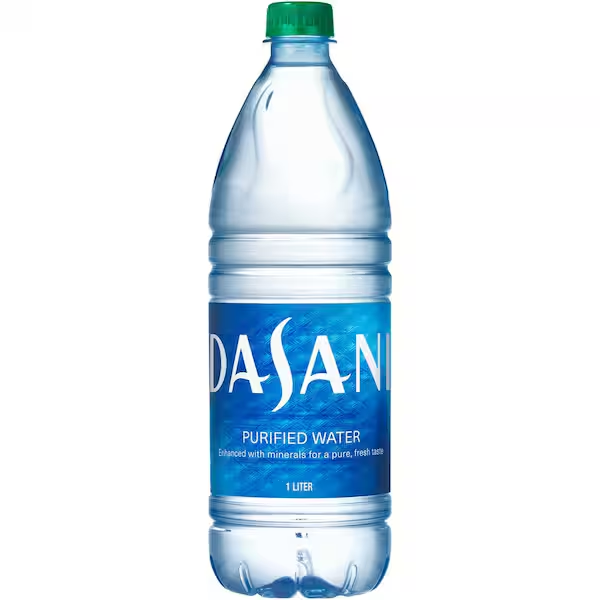 DASANI
PURIFIED WATER
Enhanced with minerals for a pure, fresh taste
1 LITER